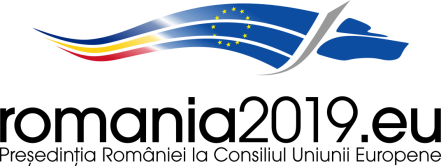 romania2019.eu
Președinția României la Consiliul Uniunii Europene